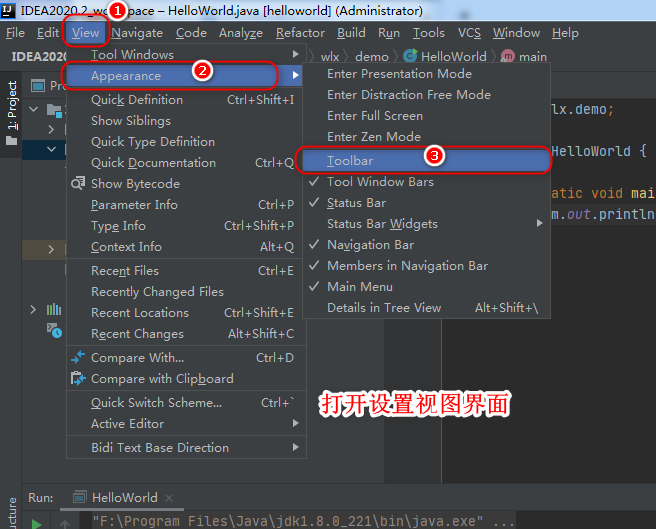 IDEA2020.2_wo space – HelloWorld.java [helloworld] (Administrator)
File Edit View Navigate Code Analyze Refactor Build Run Tools VCS Window Help
1
IDEA2020 wlx demo HelloWorld main
Tool Windows
Appearance
2
Quick Definition Ctrl+Shift+I
Show Siblings
Quick Type Definition
Quick Documentation Ctrl+Q
Show Bytecode
Parameter Info Ctrl+P
Type Info Ctrl+Shift+P
Context Info Alt+Q
Recent Files Ctrl+E
Recently Changed Files
Recent Locations Ctrl+Shift+E
Recent Changes Alt+Shift+C
Compare With... Ctrl+D
Compare with Clipboard
Quick Switch Scheme... Ctrl+`
Active Editor
Bidi Text Base Direction
Enter Presentation Mode
Enter Distraction Free Mode
Enter Full Screen
Enter Zen Mode
Toolbar
3
Tool Window Bars
Status Bar
Status Bar Widgets
Navigation Bar
Members in Navigation Bar
Main Menu
Details in Tree View Alt+Shift+\
1: Project
Pro
lx.demo;
HelloWorld {
atic void mai
m.out.println
打开设置视图界面
Structure
Run: HelloWorld
"F:\Program Files\Java\jdk1.8.0_221\bin\java.exe" ...